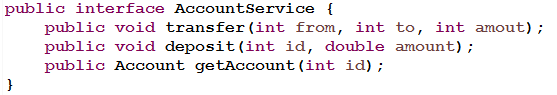 public interface AccountService {
    public void transfer(int from, int to, int amout);
    public void deposit(int id, double amount);
    public Account getAccount(int id);
}